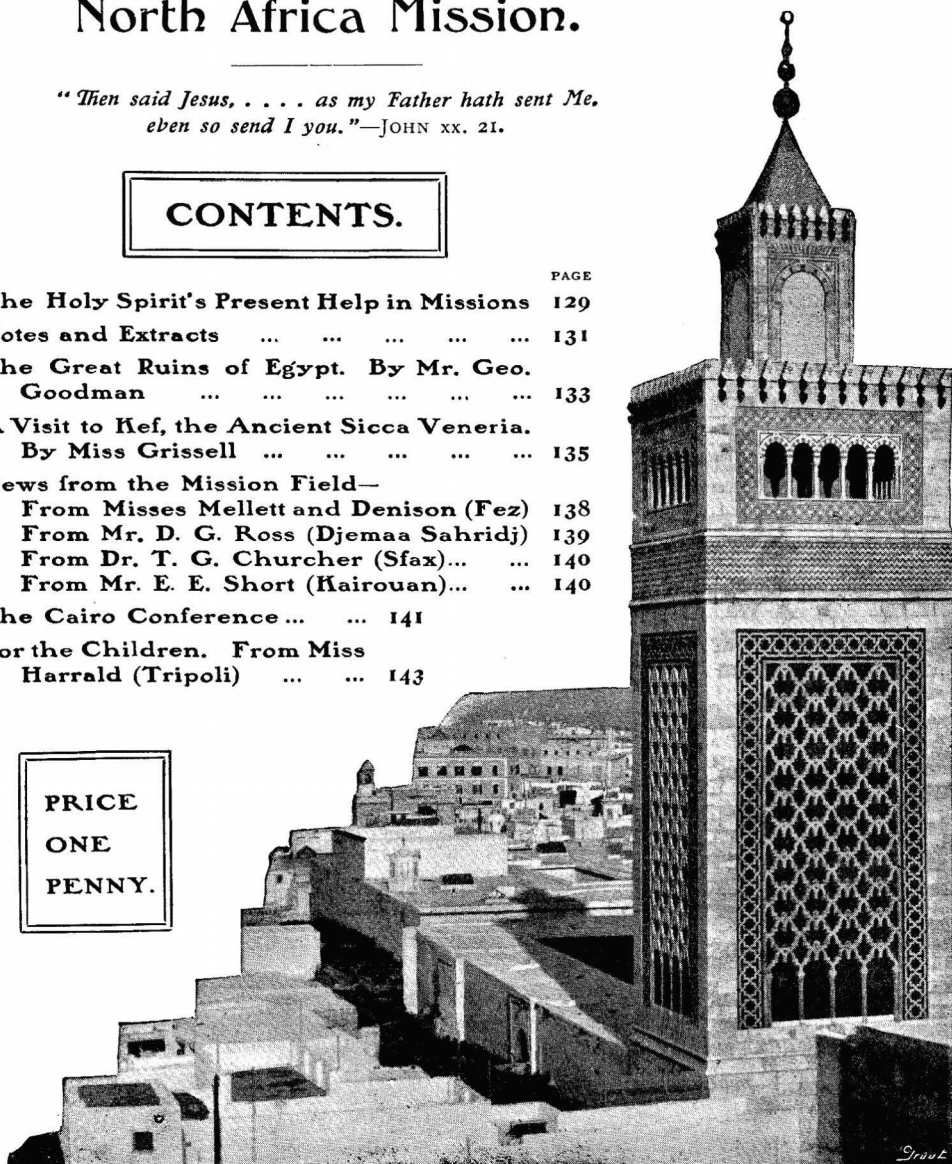 North Africa Mission.
“Then said Jesus, . . . . . as my Father hath sent Me,
even so send I you.”—JOHN xx. 21.
CONTENTS.
PAGE
he Holy Spirit's Present Help in Missions 129
otes and Extracts ... ... ... ... ... 131
he Great Ruins of Egypt. By Mr. Geo.
Goodman ... ... ... ... ... ... 133
A Visit to Kef, the Ancient Sicca Veneria.
By Miss Grissell ... ... ... ... ... 135
ews from the Mission Field—
From Misses Mellett and Denison (Fez) 138
From Mr. D. G. Ross (Djemaa Sahridj) 139
From Dr. T. G. Churcher (Sfax)... ... 140
From Mr. E. E. Short (Kairouan)... ... 140
he Cairo Conference ... ... 141
or the Children. From Miss
Harrald (Tripoli) ... ... 143
PRICE
ONE
PENNY.